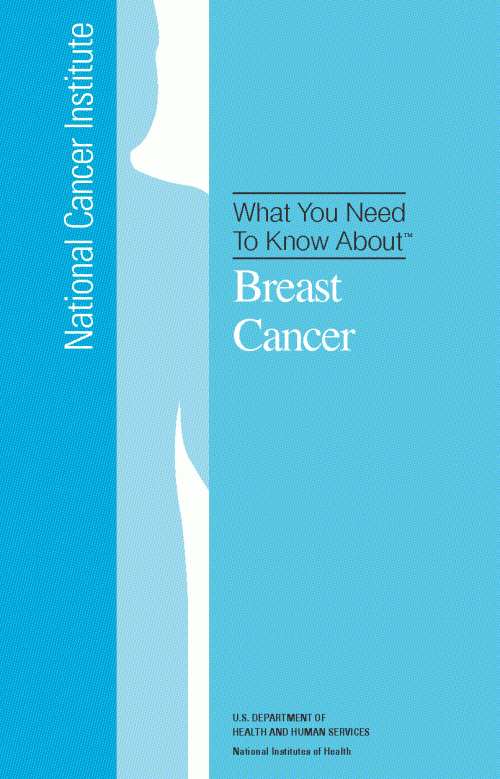 National Cancer Institute
What You Need
To Know About™
Breast
Cancer
U.S. DEPARTMENT OF
HEALTH AND HUMAN SERVICES
National Institutes of Health